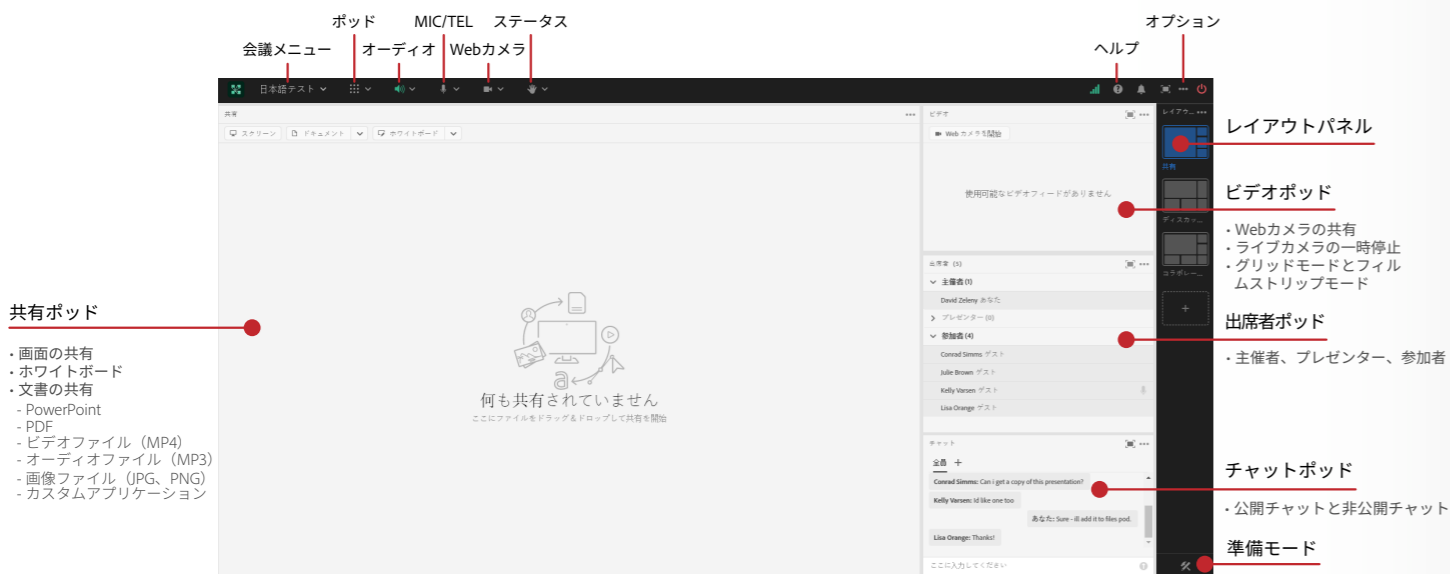 ポッド
MIC/TEL
ステータス
オプション
会議メニュー
オーディオ
Webカメラ
ヘルプ
日本語テスト
共有
スクリーン
ドキュメント
ホワイトボード
何も共有されていません
ここにファイルをドラッグ&ドロップして共有を開始
ビデオ
Web カメラを開始
使用可能なビデオフィードがありません
出席者 (5)
主催者 (1)
David Zeleny あなた
プレゼンター (0)
参加者 (4)
Conrad Simms ゲスト
Julie Brown ゲスト
Kelly Varsen ゲスト
Lisa Orange ゲスト
チャット
全員
Conrad Simms: Can i get a copy of this presentation?
Kelly Varsen: Id like one too
あなた: Sure - ill add it to files pod.
Lisa Orange: Thanks!
ここに入力してください
レイアウ...
共有
ディスカッ...
コラボレー...
共有ポッド
・画面の共有
・ホワイトボード
・文書の共有
- PowerPoint
- PDF
- ビデオファイル（MP4）
- オーディオファイル（MP3）
- 画像ファイル（JPG、PNG）
- カスタムアプリケーション
レイアウトパネル
ビデオポッド
・Webカメラの共有
・ライブカメラの一時停止
・グリッドモードとフィル
ムストリップモード
出席者ポッド
・主催者、プレゼンター、参加者
チャットポッド
・公開チャットと非公開チャット
準備モード